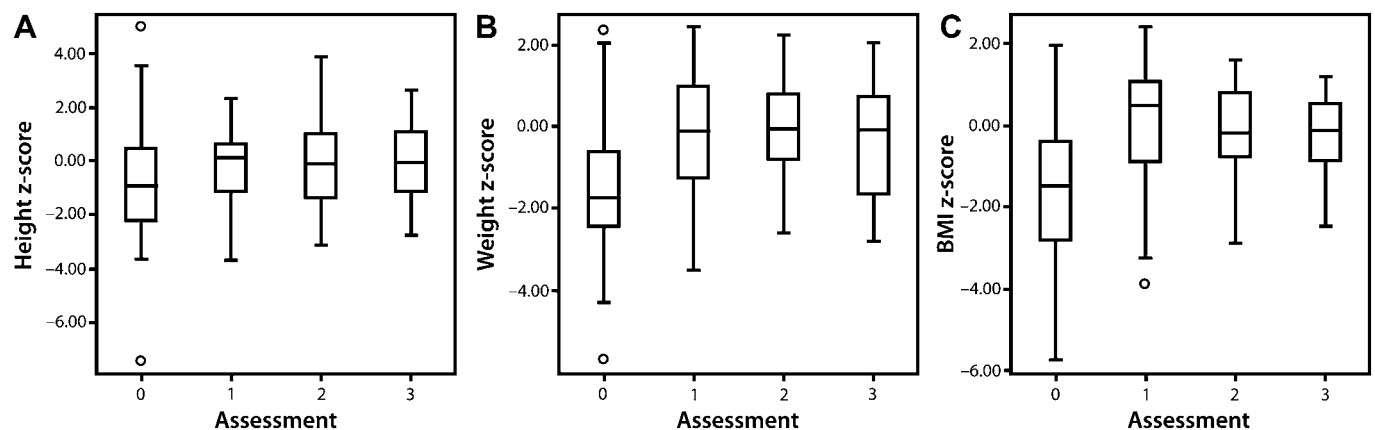 A
Height z-score
4.00
2.00
0.00
−2.00
−4.00
−6.00
0 1 2 3
Assessment
B
Weight z-score
2.00
0.00
−2.00
−4.00
0 1 2 3
Assessment
C
BMI z-score
2.00
0.00
−2.00
−4.00
−6.00
0 1 2 3
Assessment